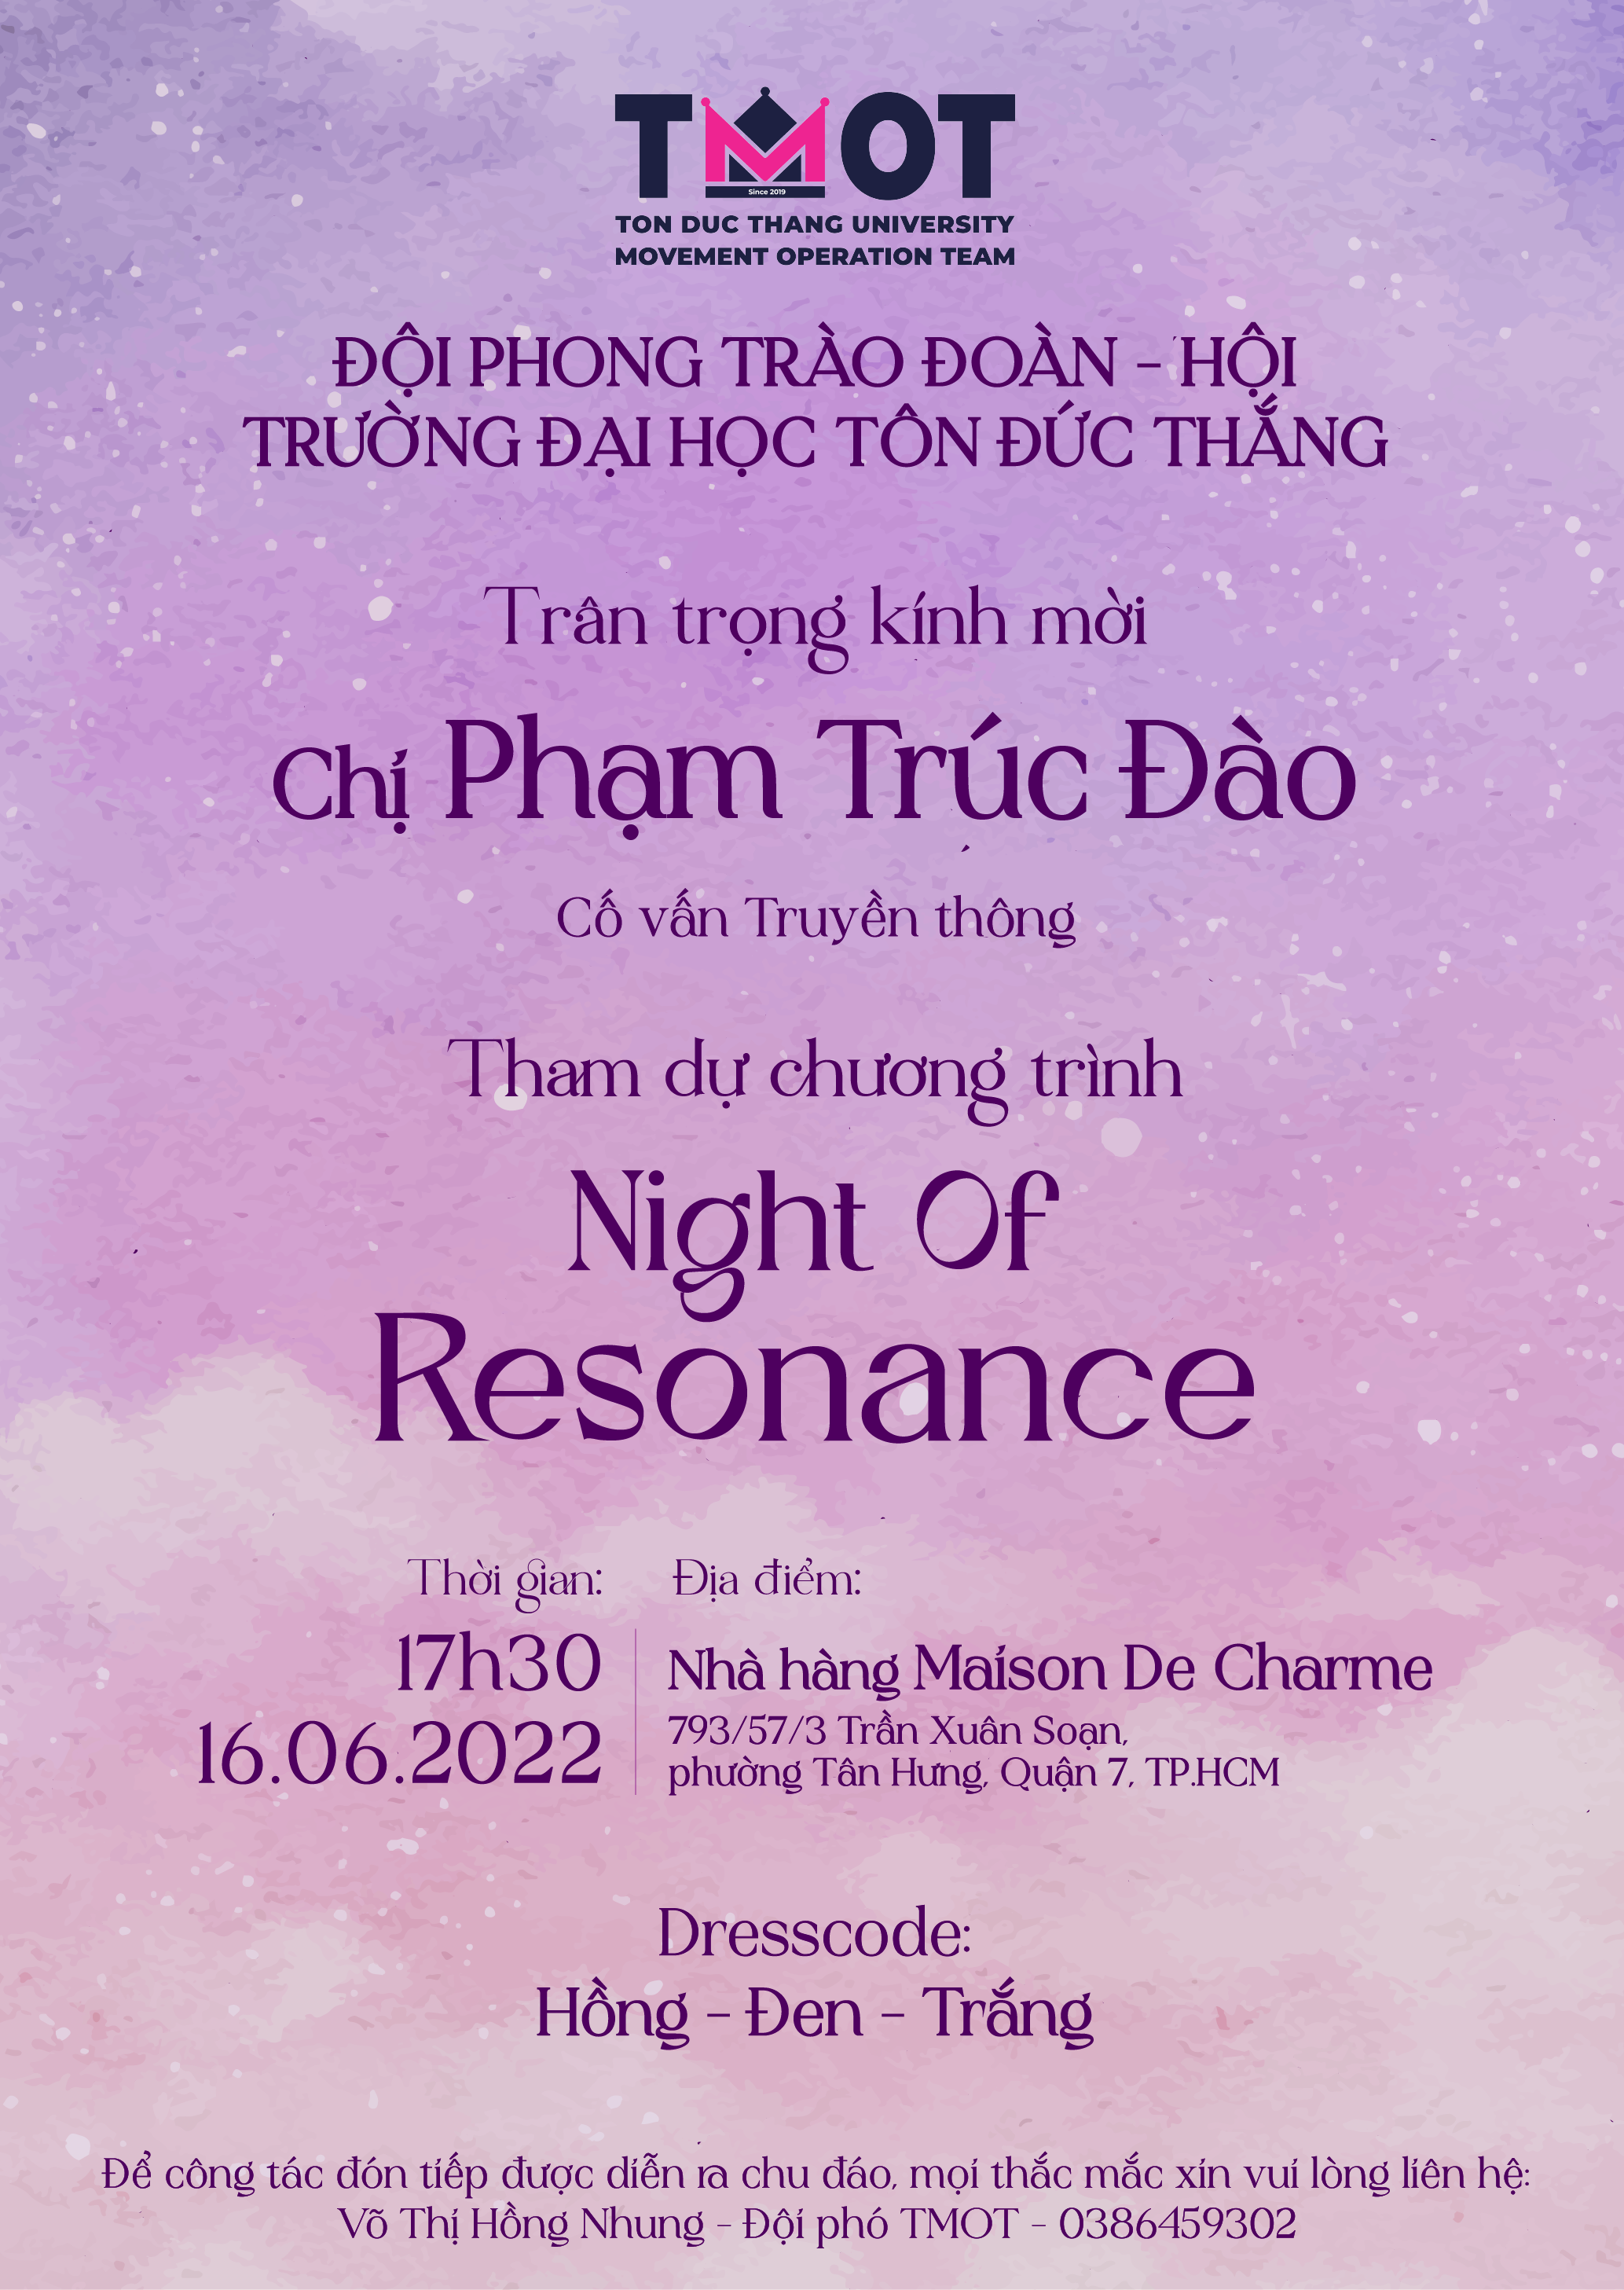 TMOT
Since 2019
TON DUC THANG UNIVERSITY
MOVEMENT OPERATION TEAM
ĐỘI PHONG TRÀO ĐOÀN - HỘI
TRƯỜNG ĐẠI HỌC TÔN ĐỨC THẮNG
Trân trọng kính mời
Chị Phạm Trúc Đào
Cố vấn Truyền thông
Tham dự chương trình
Night Of
Resonance
Thời gian:
17h30
16.06.2022
Địa điểm:
Nhà hàng Maison De Charme
793/57/3 Trần Xuân Soạn,
phường Tân Hưng, Quận 7, TP.HCM
Dresscode:
Hồng - Đen - Trắng
Để công tác đón tiếp được diễn ra chu đáo, mọi thắc mắc xin vui lòng liên hệ:
Võ Thị Hồng Nhung - Đội phó TMOT - 0386459302